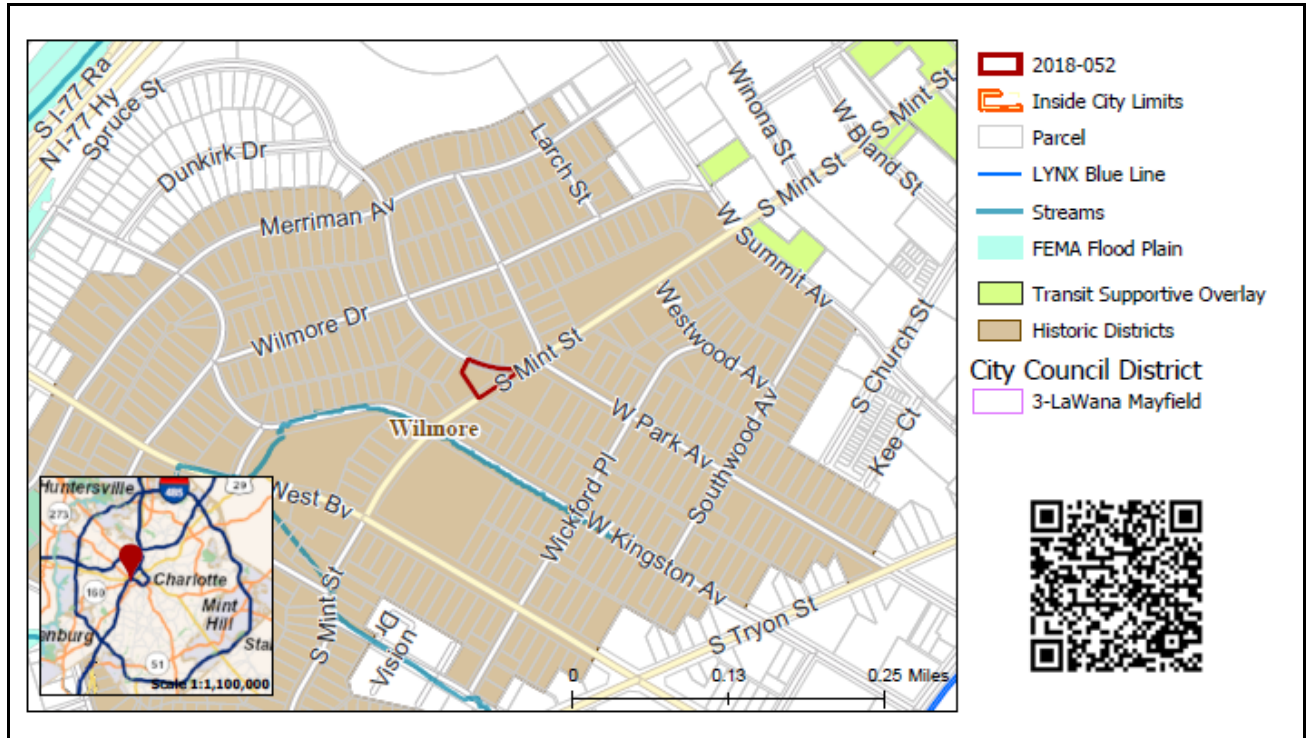 S I-77 Ra
N I-77 Hy
Spruce St
Dunkirk Dr
Merriman Av
Larch St
Winona St
W Bland St
S Mint St
S Mint St
W Summit Av
Wilmore Dr
Westwood Av
S Mint St
S Church St
Kee Ct
W Park Av
Wilmore
Southwood Av
Wickford Pl
West Bv
W Kingston Av
S Mint St
Vision Dr
S Tryon St
0
0.13
0.25 Miles
Huntersville
485
29
273
160
Charlotte
Mint
Hill
Sta
onburg
51
Scale 1:1,100,000
2018-052
Inside City Limits
Parcel
LYNX Blue Line
Streams
FEMA Flood Plain
Transit Supportive Overlay
Historic Districts
City Council District
3-LaWana Mayfield